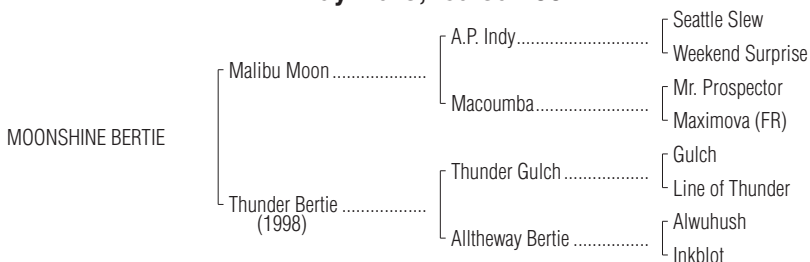 Seattle Slew
A.P. Indy
Weekend Surprise
Malibu Moon
Mr. Prospector
Macoumba
Maximova (FR)
MOONSHINE BERTIE
Gulch
Thunder Gulch
Line of Thunder
Thunder Bertie
(1998)
Alwuhush
Alltheway Bertie
Inkblot